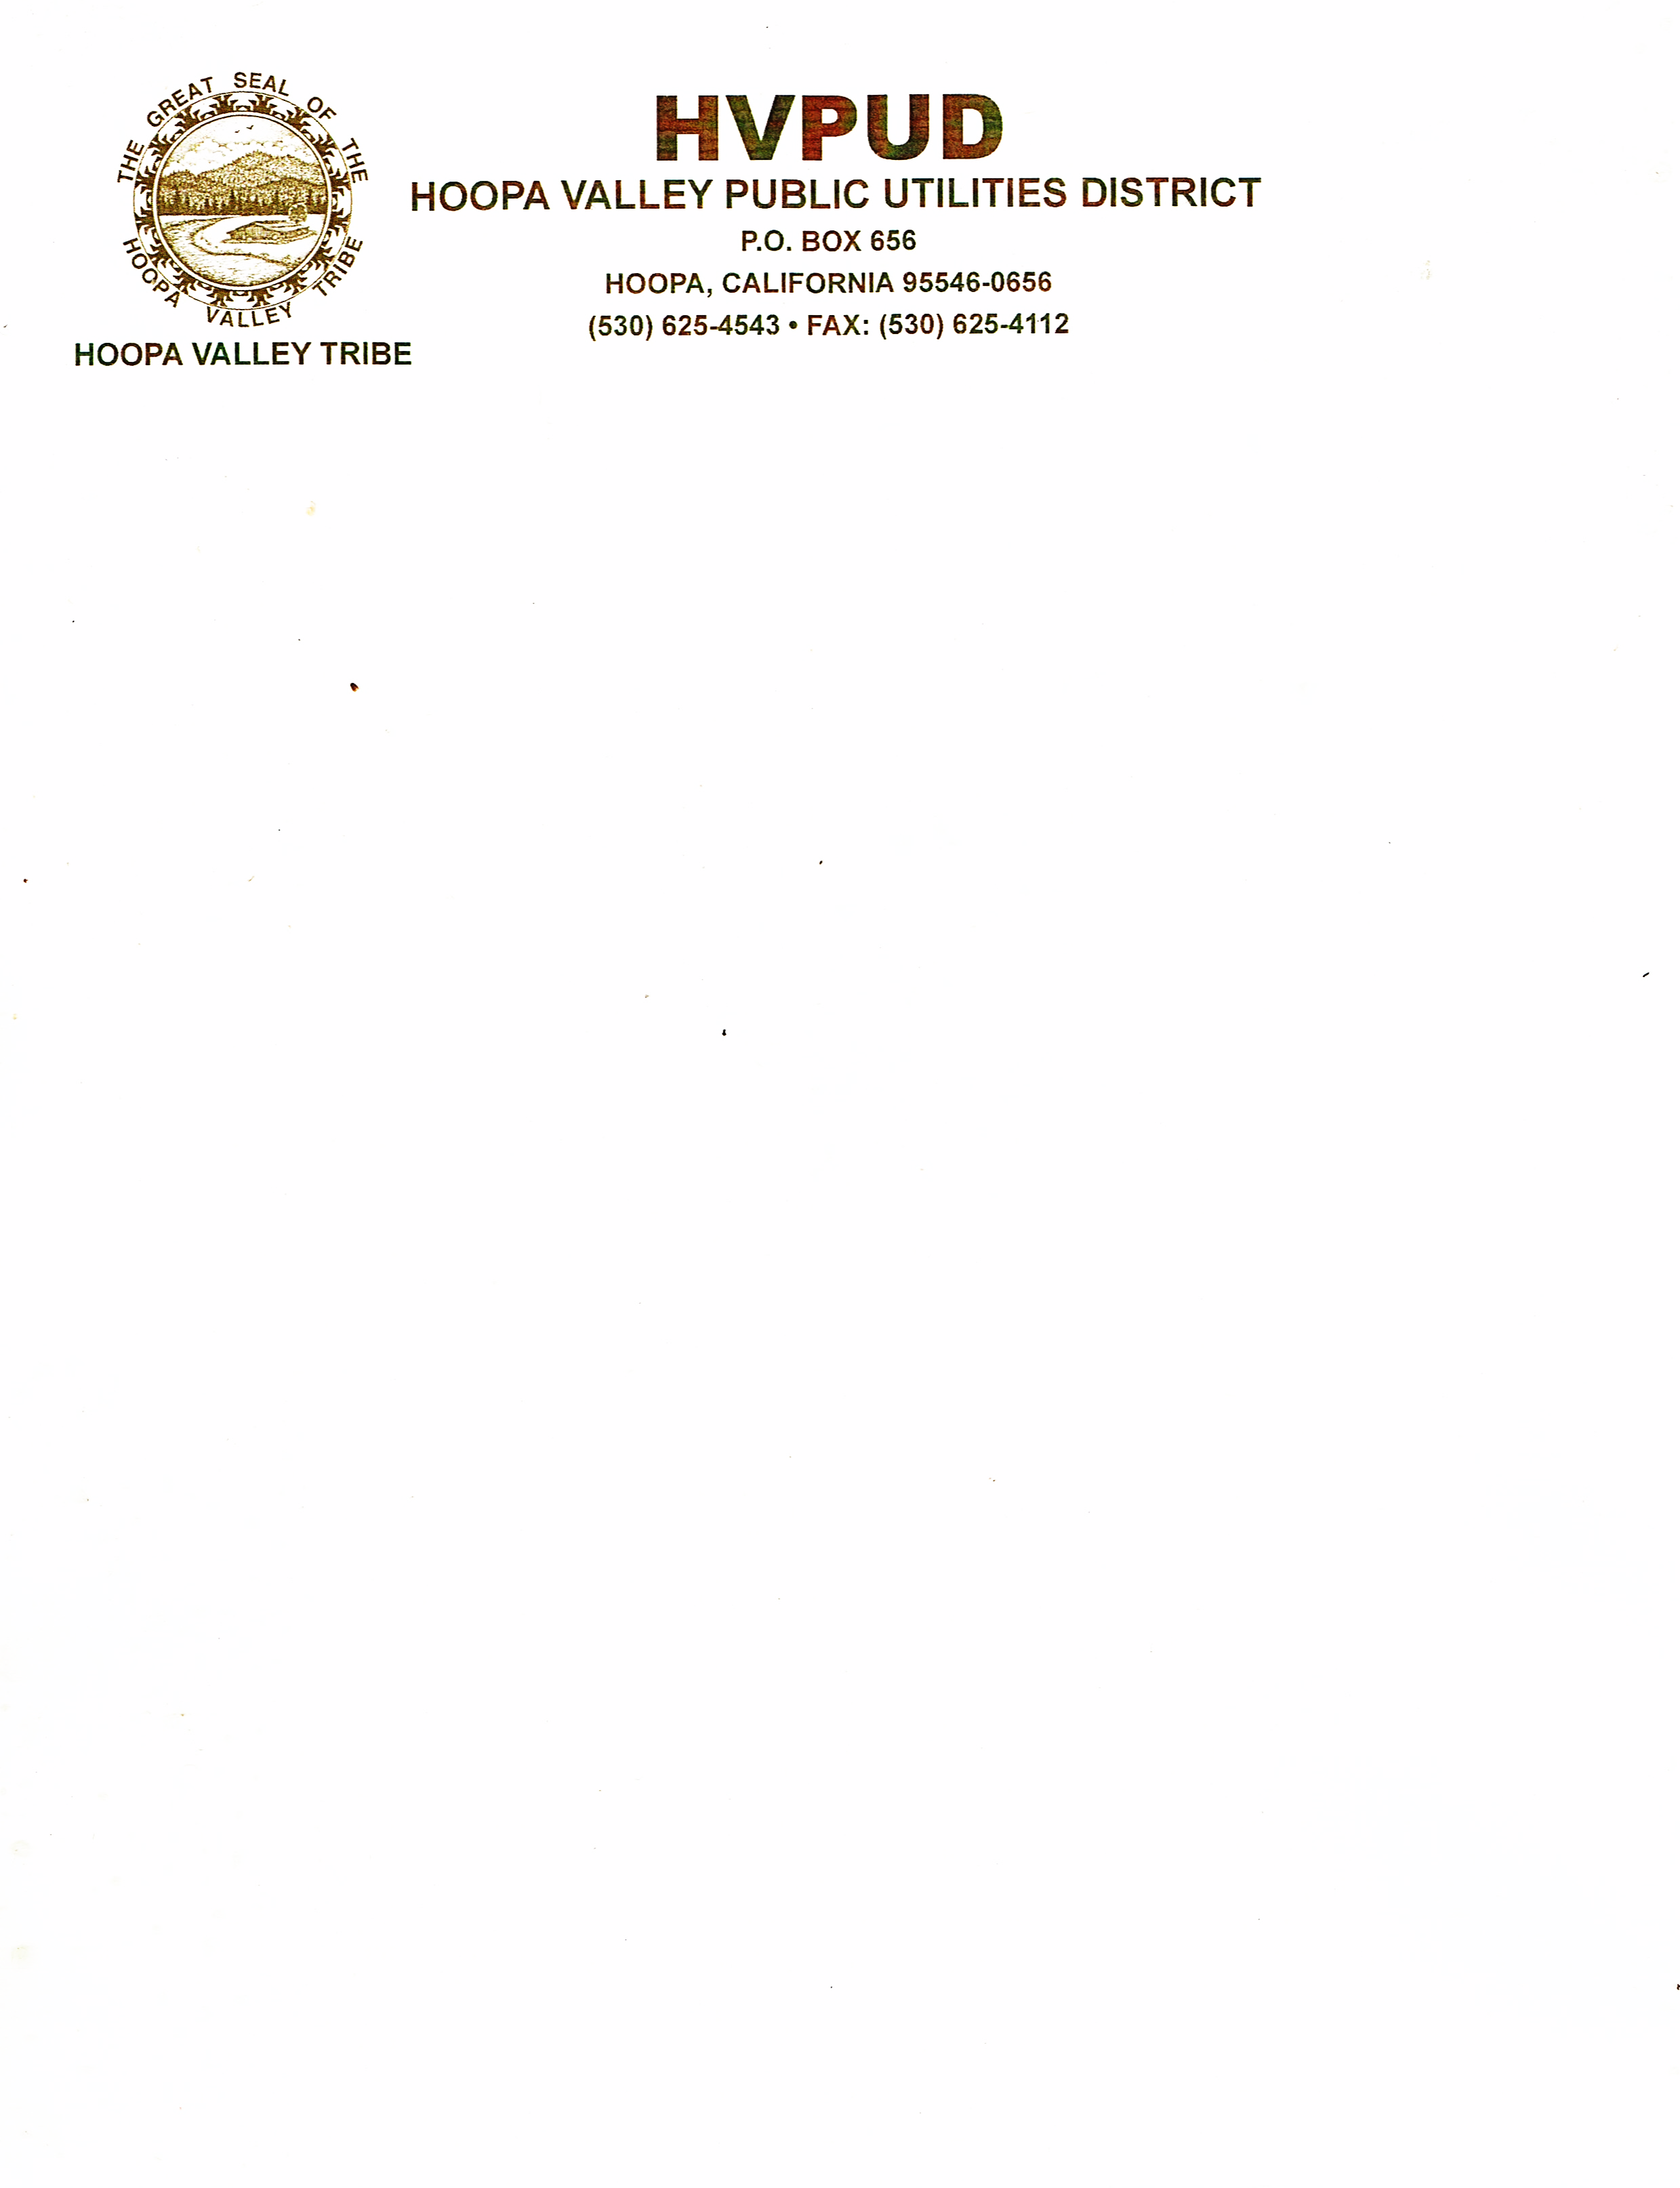 THE GREAT SEAL OF THE
HOOPA VALLEY TRIBE
HOOPA VALLEY TRIBE
HVPUD
HOOPA VALLEY PUBLIC UTILITIES DISTRICT
P.O. BOX 656
HOOPA, CALIFORNIA 95546-0656
(530) 625-4543 • FAX: (530) 625-4112